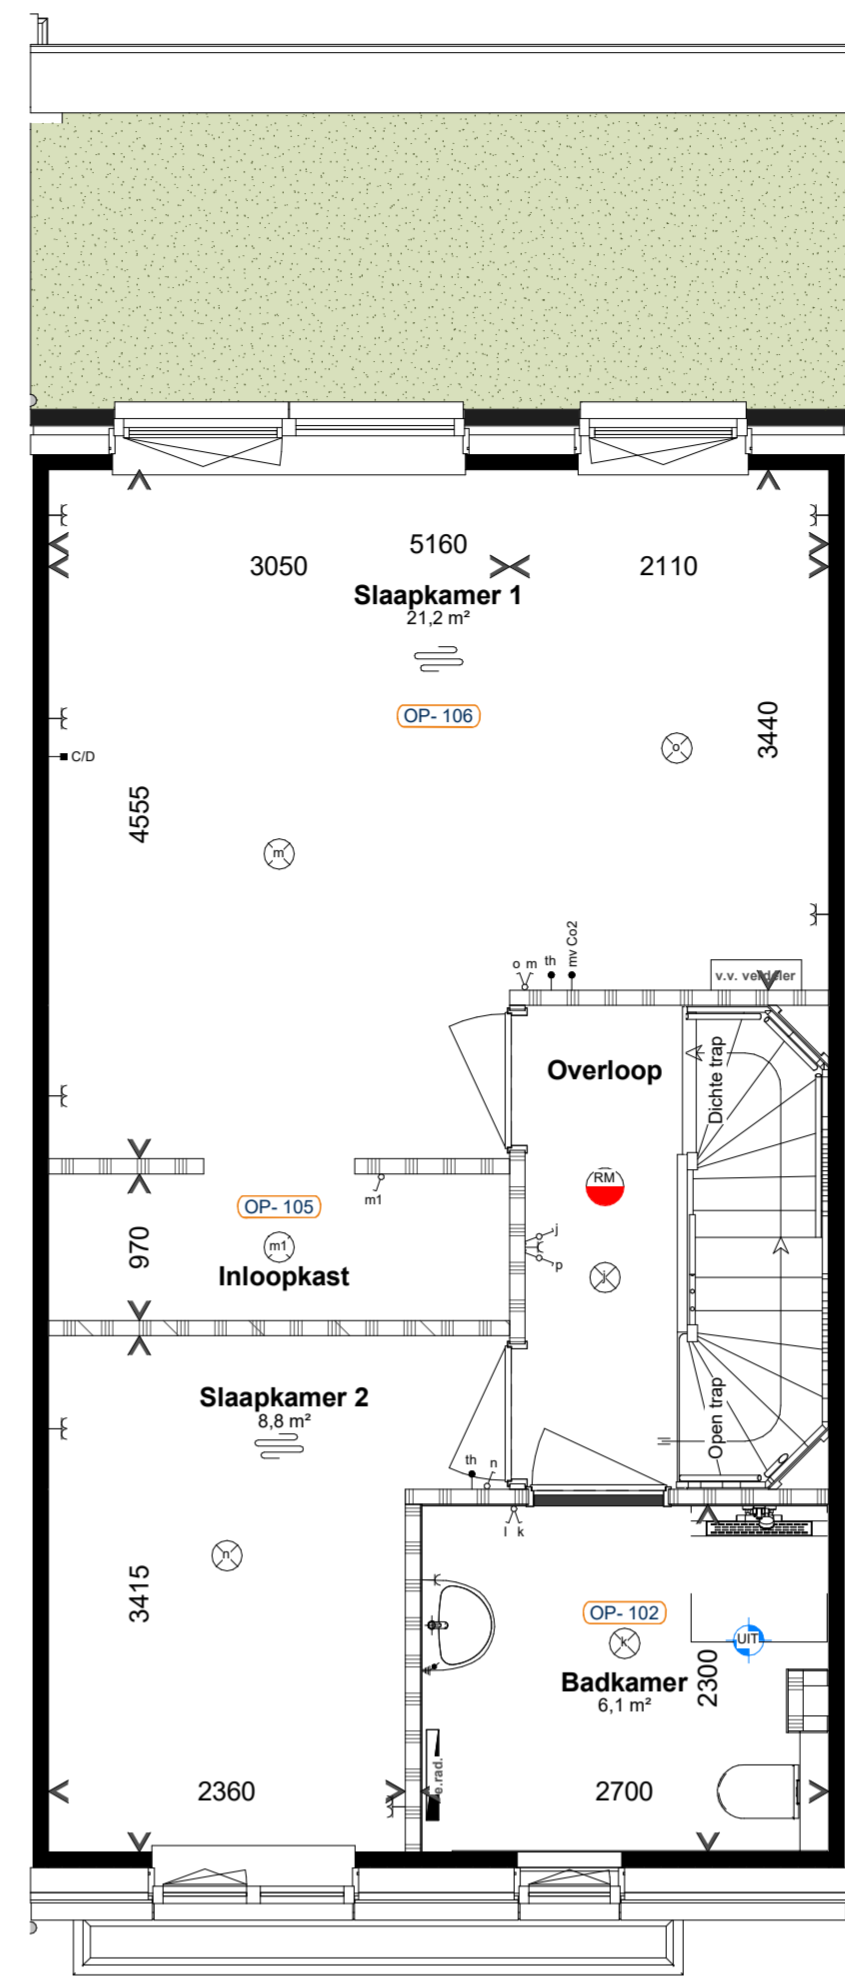 5160
3050
2110
Slaapkamer 1
21,2 m²
OP- 106
3440
o
C/D
4555
m
o m
th
mv Co2
v.v. verdeler
Overloop
Dichte trap
RM
m1
OP- 105
m1
970
Inloopkast
j
p
j
Slaapkamer 2
8,8 m²
Open trap
th
n
l k
n
3415
OP- 102
k
UIT
Badkamer
6,1 m²
2300
e.rad.
2360
2700